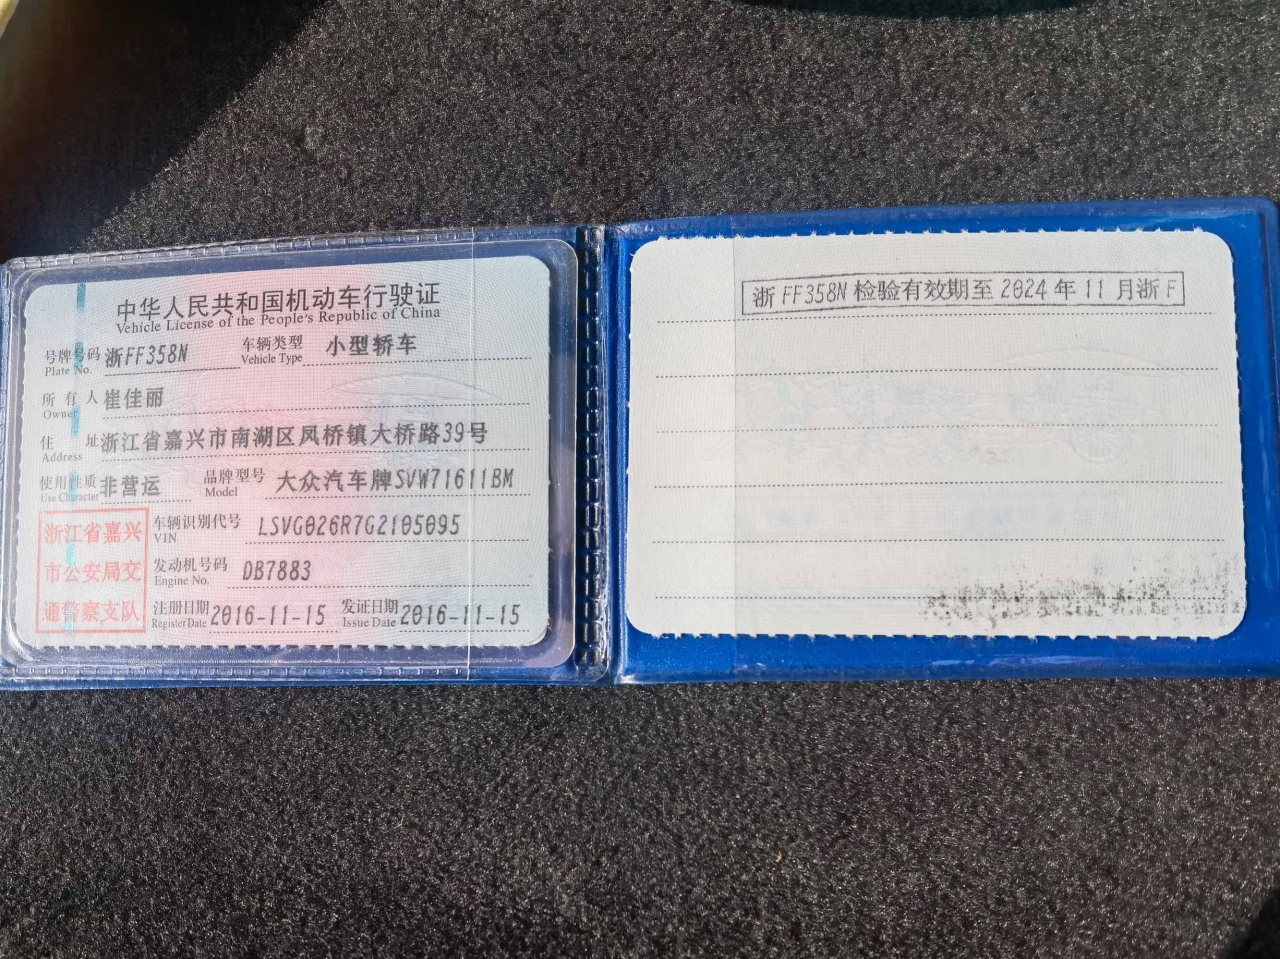 中华人民共和国机动车行驶证
Vehicle License of the People's Republic of China
号牌号码 浙FF358N 车辆类型 小型轿车
Plate No. Vehicle Type
所有人 崔佳丽
Owner
住址 浙江省嘉兴市南湖区凤桥镇大桥路39号
Address
使用性质 非营运 品牌型号 大众汽车牌SVW71611BM
Use Character Model
浙江省嘉兴
市公安局交
通警察支队
车辆识别代号 LSVG026R7G2105095
VIN
发动机号码 DB7883
Engine No.
注册日期 2016-11-15 发证日期 2016-11-15
Register Date Issue Date
浙FF358N检验有效期至2024年11月浙F